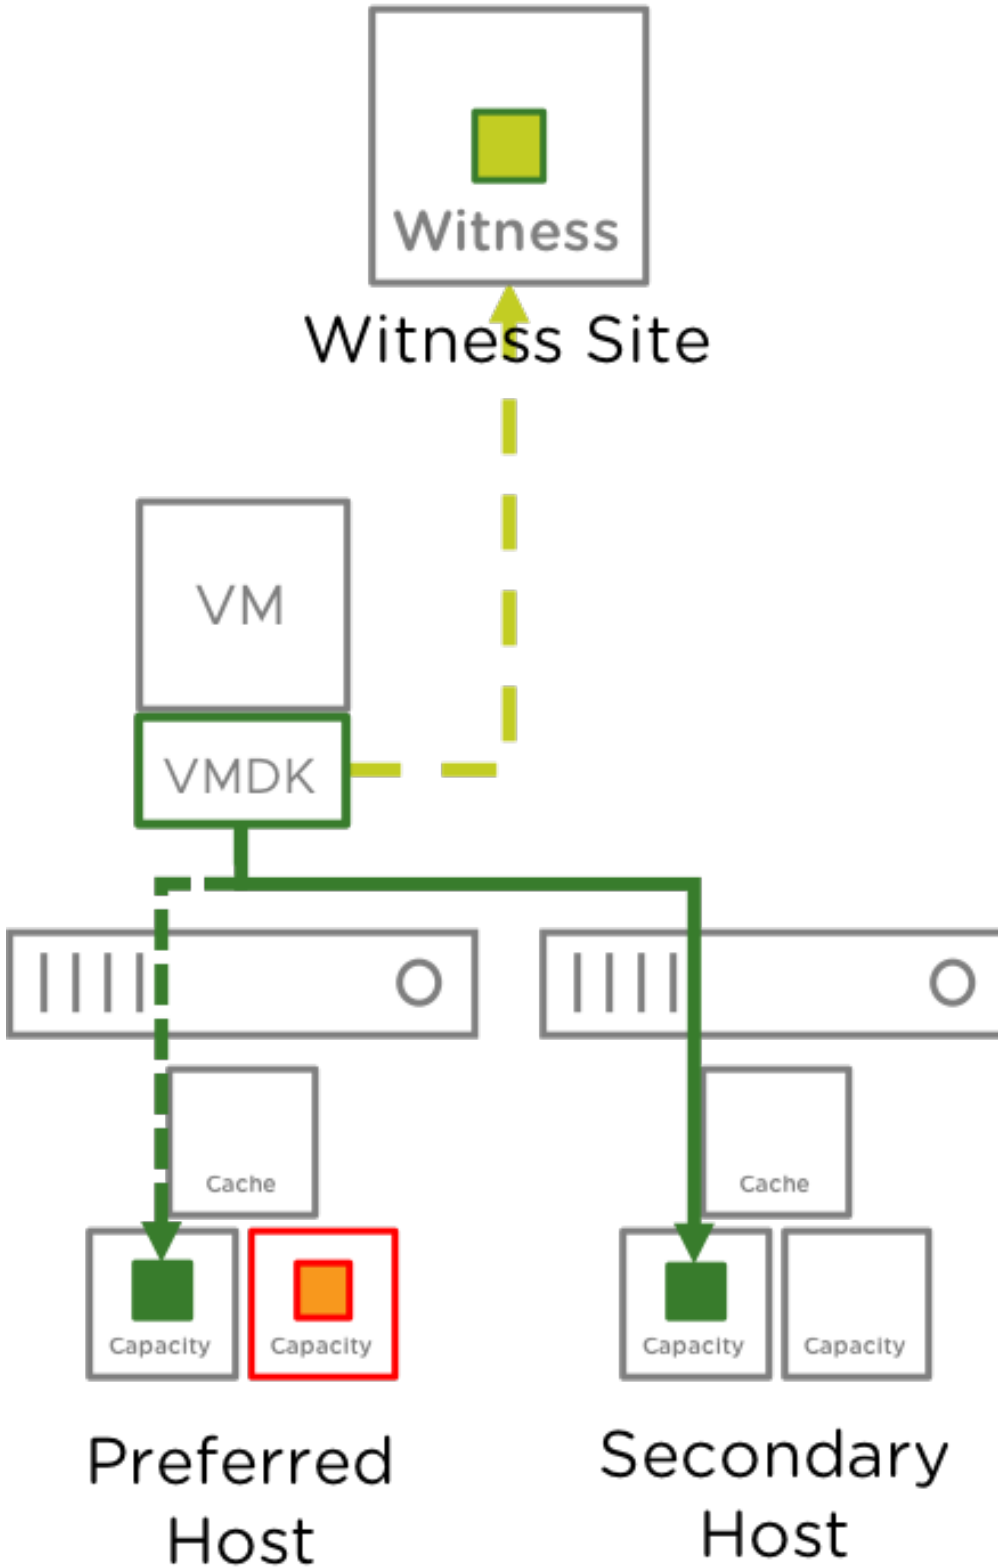 Witness
Witness Site
VM
VMDK
Cache
Cache
Capacity
Capacity
Capacity
Capacity
Preferred
Host
Secondary
Host